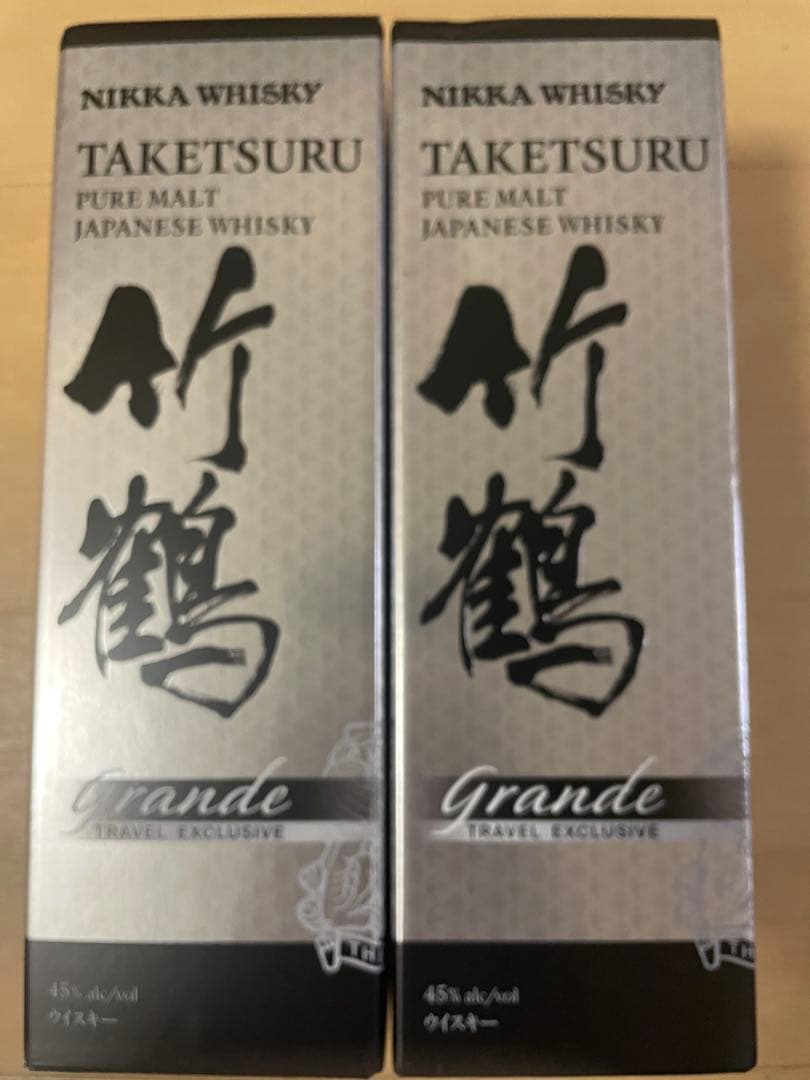 NIKKA WHISKY
TAKETSURU
PURE MALT
JAPANESE WHISKY
竹鶴
Grande
TRAVEL EXCLUSIVE
TH
45% alc/vol
ウイスキー
NIKKA WHISKY
TAKETSURU
PURE MALT
JAPANESE WHISKY
竹鶴
Grande
TRAVEL EXCLUSIVE
TH
45% alc/vol
ウイスキー